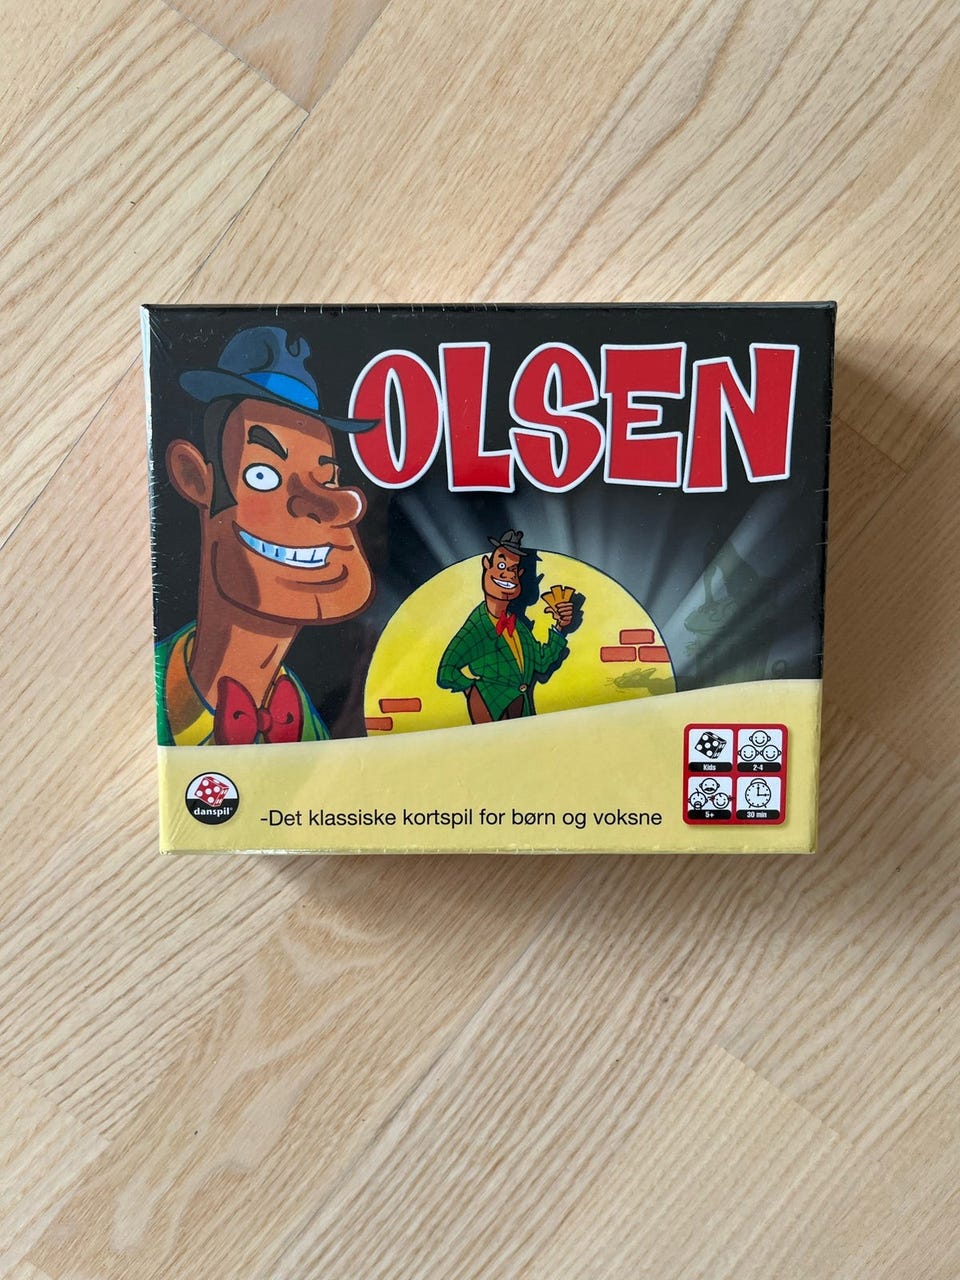 OLSEN
danspil®
-Det klassiske kortspil for børn og voksne
Kids
2-4
5+
30 min